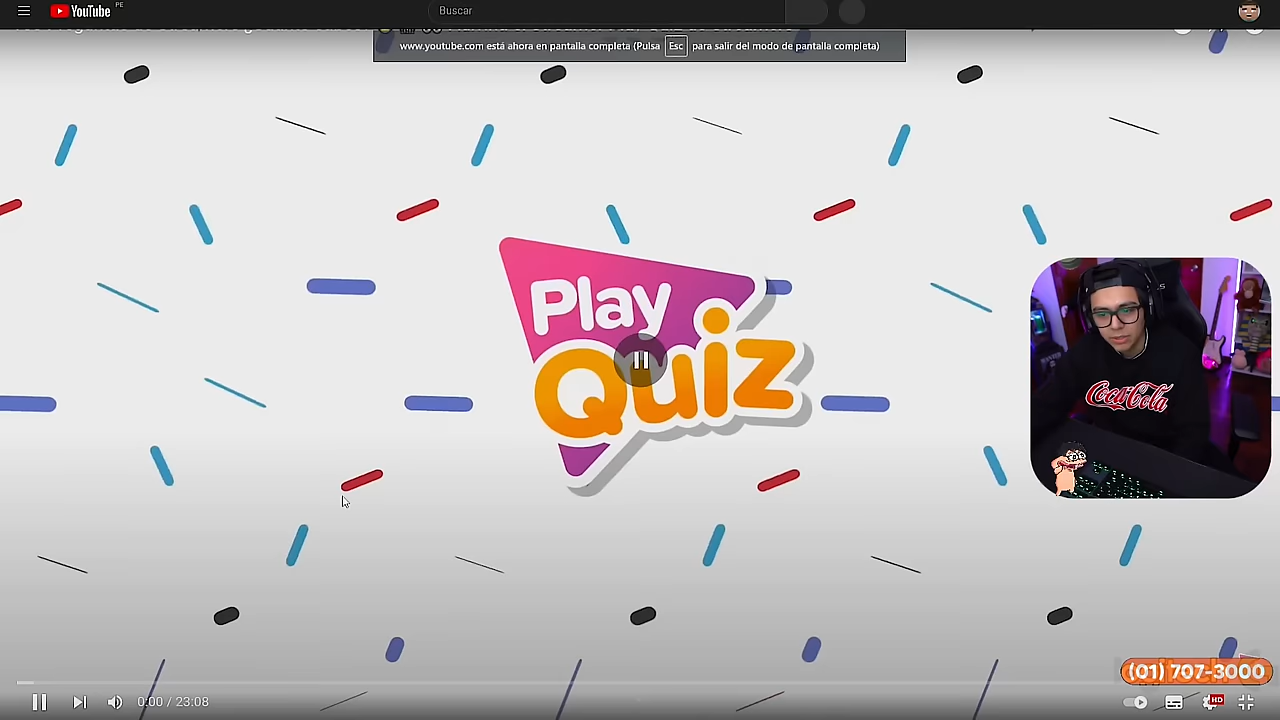 YouTube PE
Buscar
www.youtube.com está ahora en pantalla completa (Pulsa Esc para salir del modo de pantalla completa)
Play
Quiz
Coca-Cola
(01) 707-3000
0:00 / 23:08
HD